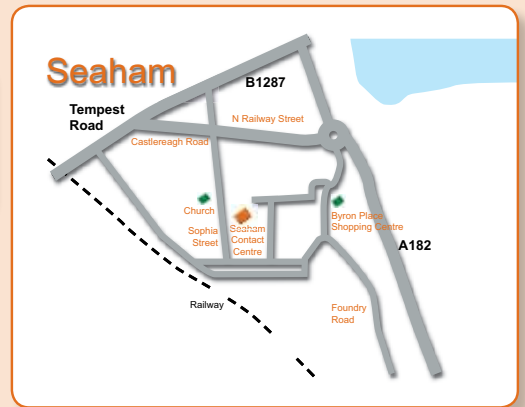 Seaham
B1287
Tempest
Road
N Railway Street
Castlereagh Road
Church
Sophia
Street
Seaham
Contact
Centre
Byron Place
Shopping Centre
A182
Railway
Foundry
Road